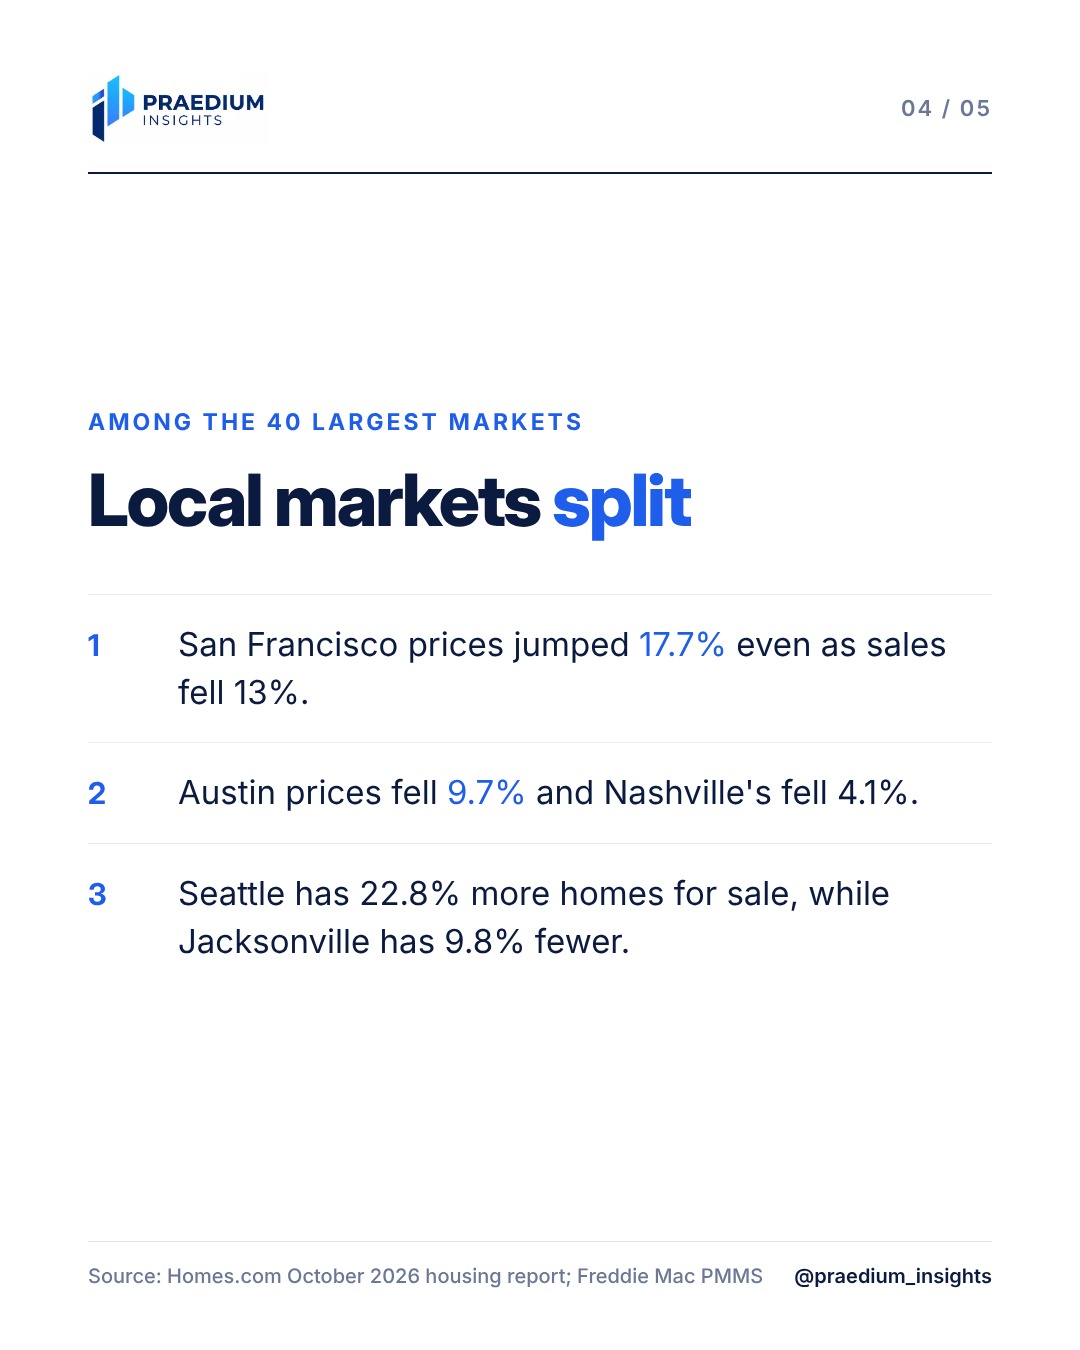 PRAEDIUM
INSIGHTS
04 / 05
AMONG THE 40 LARGEST MARKETS
Local markets split
1 San Francisco prices jumped 17.7% even as sales
fell 13%.
2 Austin prices fell 9.7% and Nashville's fell 4.1%.
3 Seattle has 22.8% more homes for sale, while
Jacksonville has 9.8% fewer.
Source: Homes.com October 2026 housing report; Freddie Mac PMMS @praedium_insights